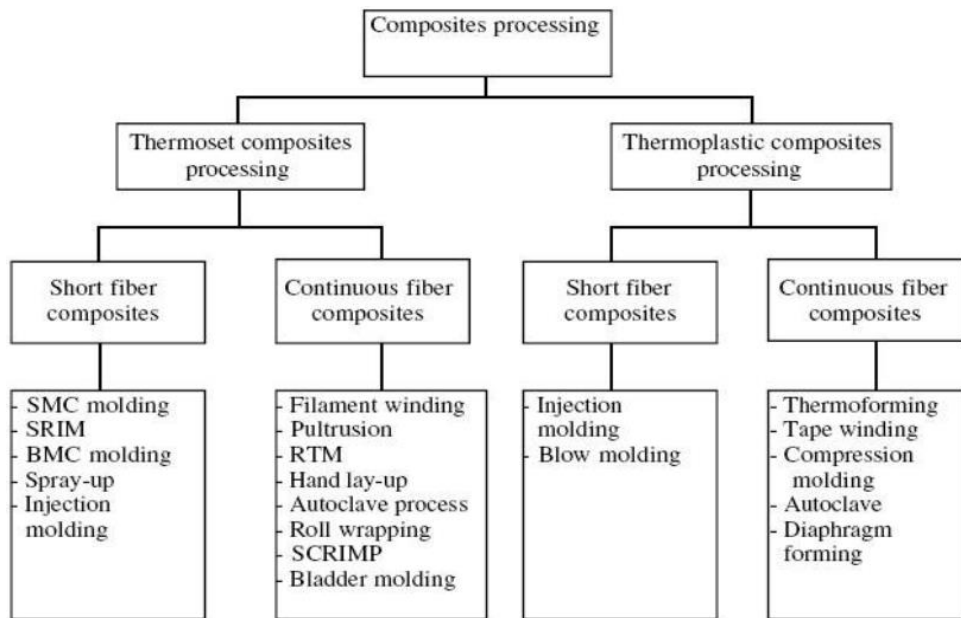 Composites processing
Thermoset composites
processing
Thermoplastic composites
processing
Short fiber
composites
Continuous fiber
composites
Short fiber
composites
Continuous fiber
composites
- SMC molding
- SRIM
- BMC molding
- Spray-up
- Injection
molding
- Filament winding
- Pultrusion
- RTM
- Hand lay-up
- Autoclave process
- Roll wrapping
- SCRIMP
- Bladder molding
- Injection
molding
- Blow molding
- Thermoforming
- Tape winding
- Compression
molding
- Autoclave
- Diaphragm
forming